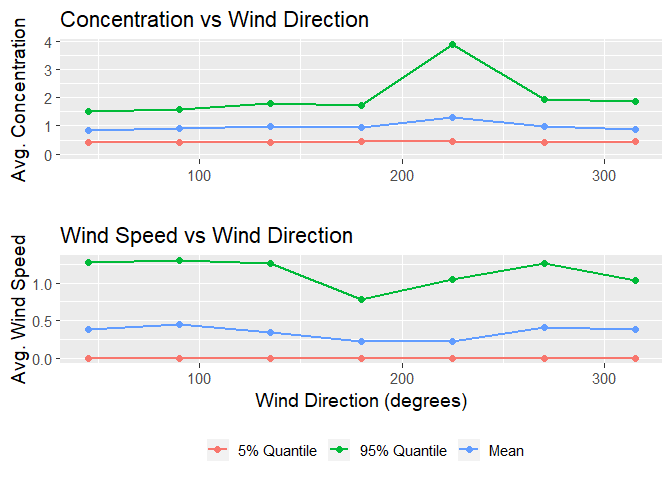 Concentration vs Wind Direction
Avg. Concentration
4
3
2
1
0
100 200 300
Wind Speed vs Wind Direction
Avg. Wind Speed
1.0
0.5
0.0
100 200 300
Wind Direction (degrees)
5% Quantile 95% Quantile Mean